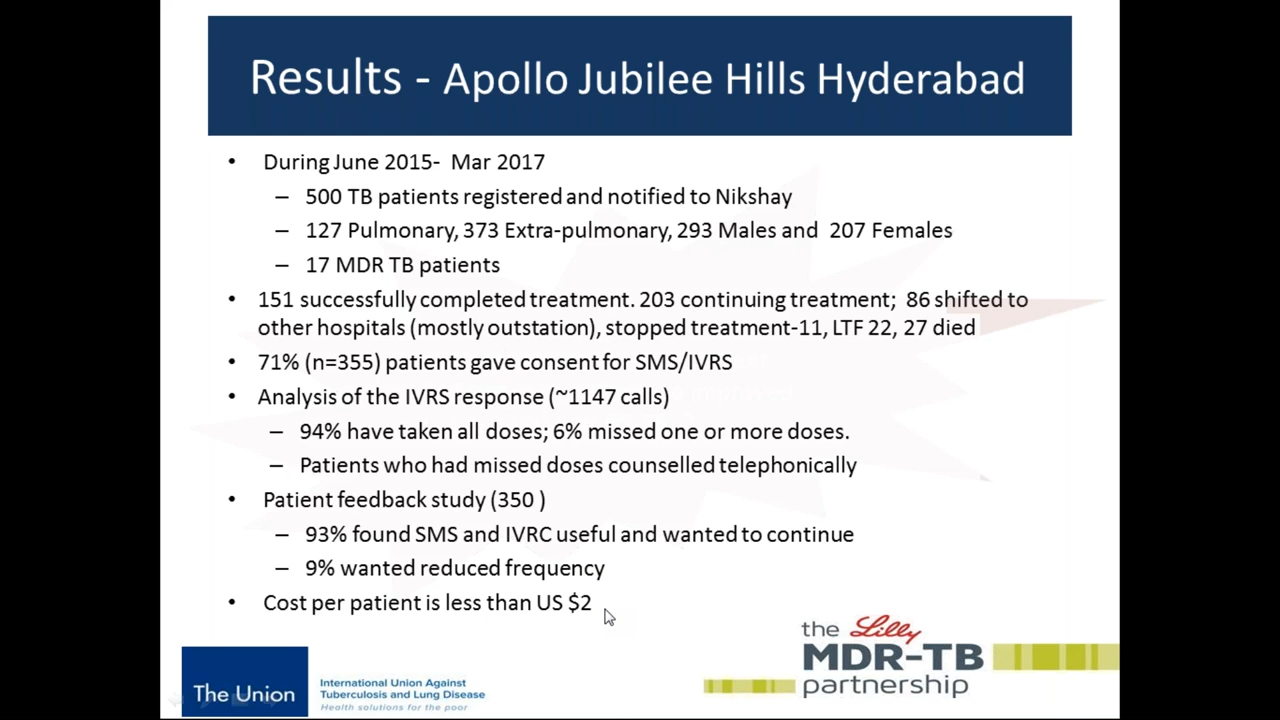 Results - Apollo Jubilee Hills Hyderabad
• During June 2015- Mar 2017
– 500 TB patients registered and notified to Nikshay
– 127 Pulmonary, 373 Extra-pulmonary, 293 Males and 207 Females
– 17 MDR TB patients
• 151 successfully completed treatment. 203 continuing treatment; 86 shifted to
other hospitals (mostly outstation), stopped treatment-11, LTF 22, 27 died
• 71% (n=355) patients gave consent for SMS/IVRS
• Analysis of the IVRS response (~1147 calls)
– 94% have taken all doses; 6% missed one or more doses.
– Patients who had missed doses counselled telephonically
• Patient feedback study (350 )
– 93% found SMS and IVRC useful and wanted to continue
– 9% wanted reduced frequency
• Cost per patient is less than US $2
The Union
International Union Against
Tuberculosis and Lung Disease
Health solutions for the poor
the Lilly
MDR-TB
partnership